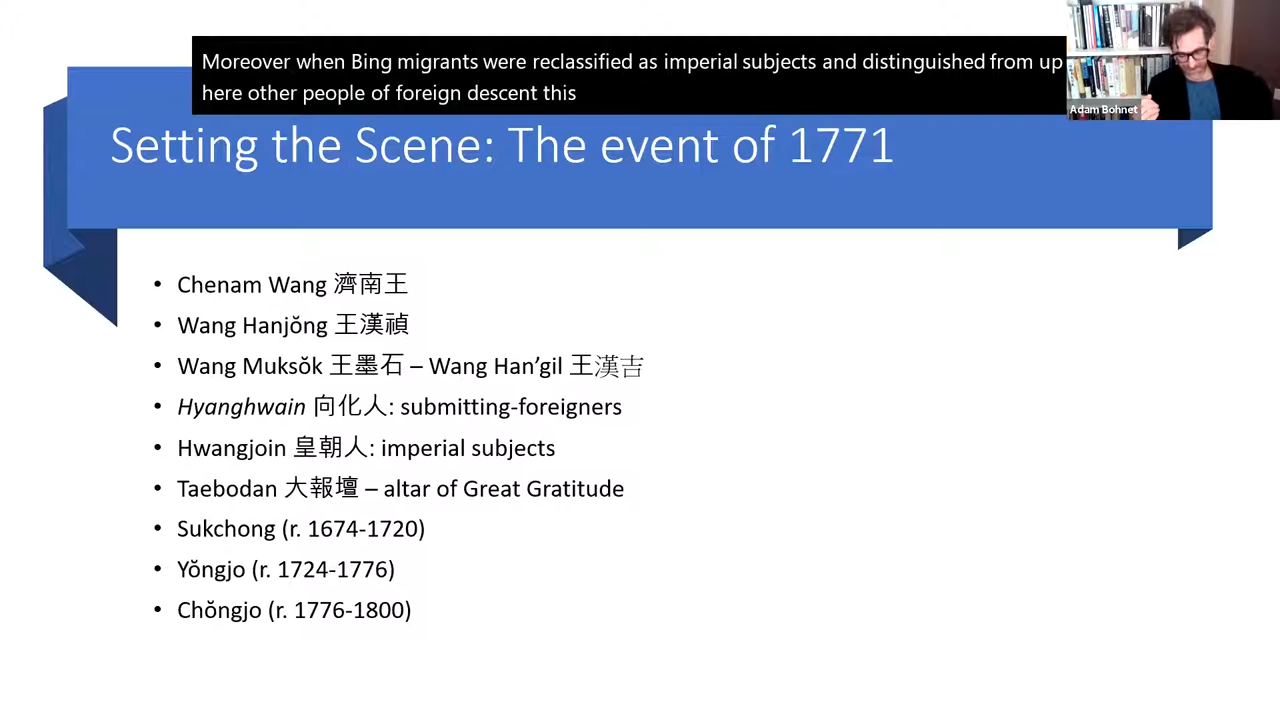 Moreover when Bing migrants were reclassified as imperial subjects and distinguished from up
here other people of foreign descent this
Adam Bohnet
Setting the Scene: The event of 1771
• Chenam Wang 濟南王
• Wang Hanjŏng 王漢禎
• Wang Muksŏk 王墨石 – Wang Han’gil 王漢吉
• Hyanghwain 向化人: submitting-foreigners
• Hwangjoin 皇朝人: imperial subjects
• Taebodan 大報壇 – altar of Great Gratitude
• Sukchong (r. 1674-1720)
• Yŏngjo (r. 1724-1776)
• Chŏngjo (r. 1776-1800)